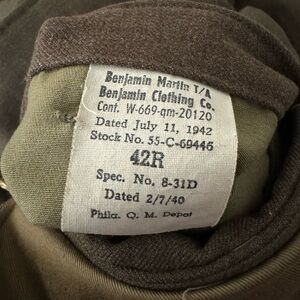 Benjamin Martin T/A
Benjamin Clothing Co.
Cont. W-669-qm-20120
Dated July 11, 1942
Stock No. 55-C-69446
42R
Spec. No. 8-31D
Dated 2/7/40
Phila. Q. M. Depot